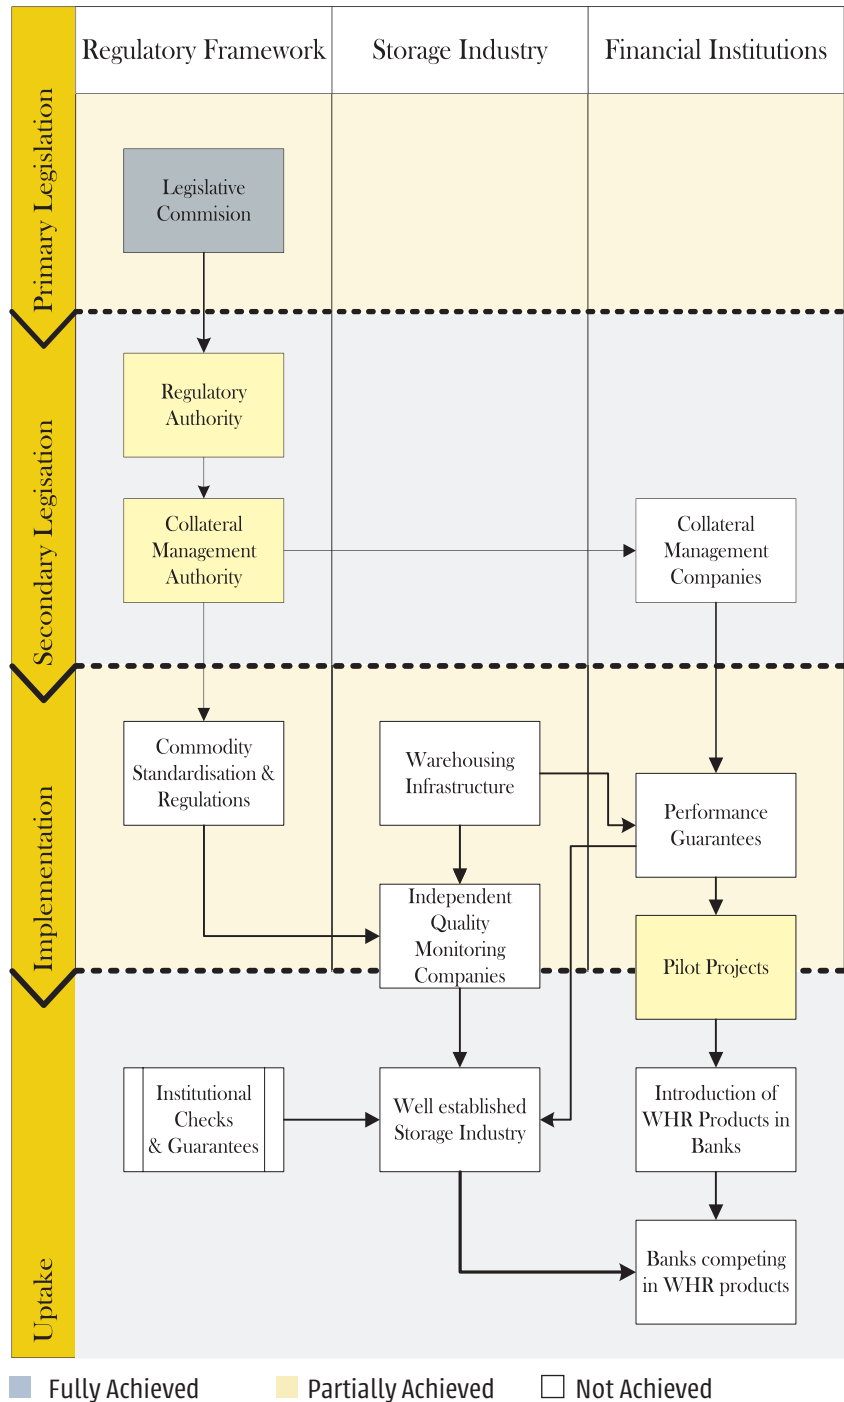 Regulatory Framework
Storage Industry
Financial Institutions
Primary Legislation
Legislative
Commision
Secondary Legisation
Regulatory
Authority
Collateral
Management
Authority
Collateral
Management
Companies
Implementation
Commodity
Standardisation &
Regulations
Warehousing
Infrastructure
Performance
Guarantees
Independent
Quality
Monitoring
Companies
Pilot Projects
Uptake
Institutional
Checks
& Guarantees
Well established
Storage Industry
Introduction of
WHR Products in
Banks
Banks competing
in WHR products
Fully Achieved
Partially Achieved
Not Achieved